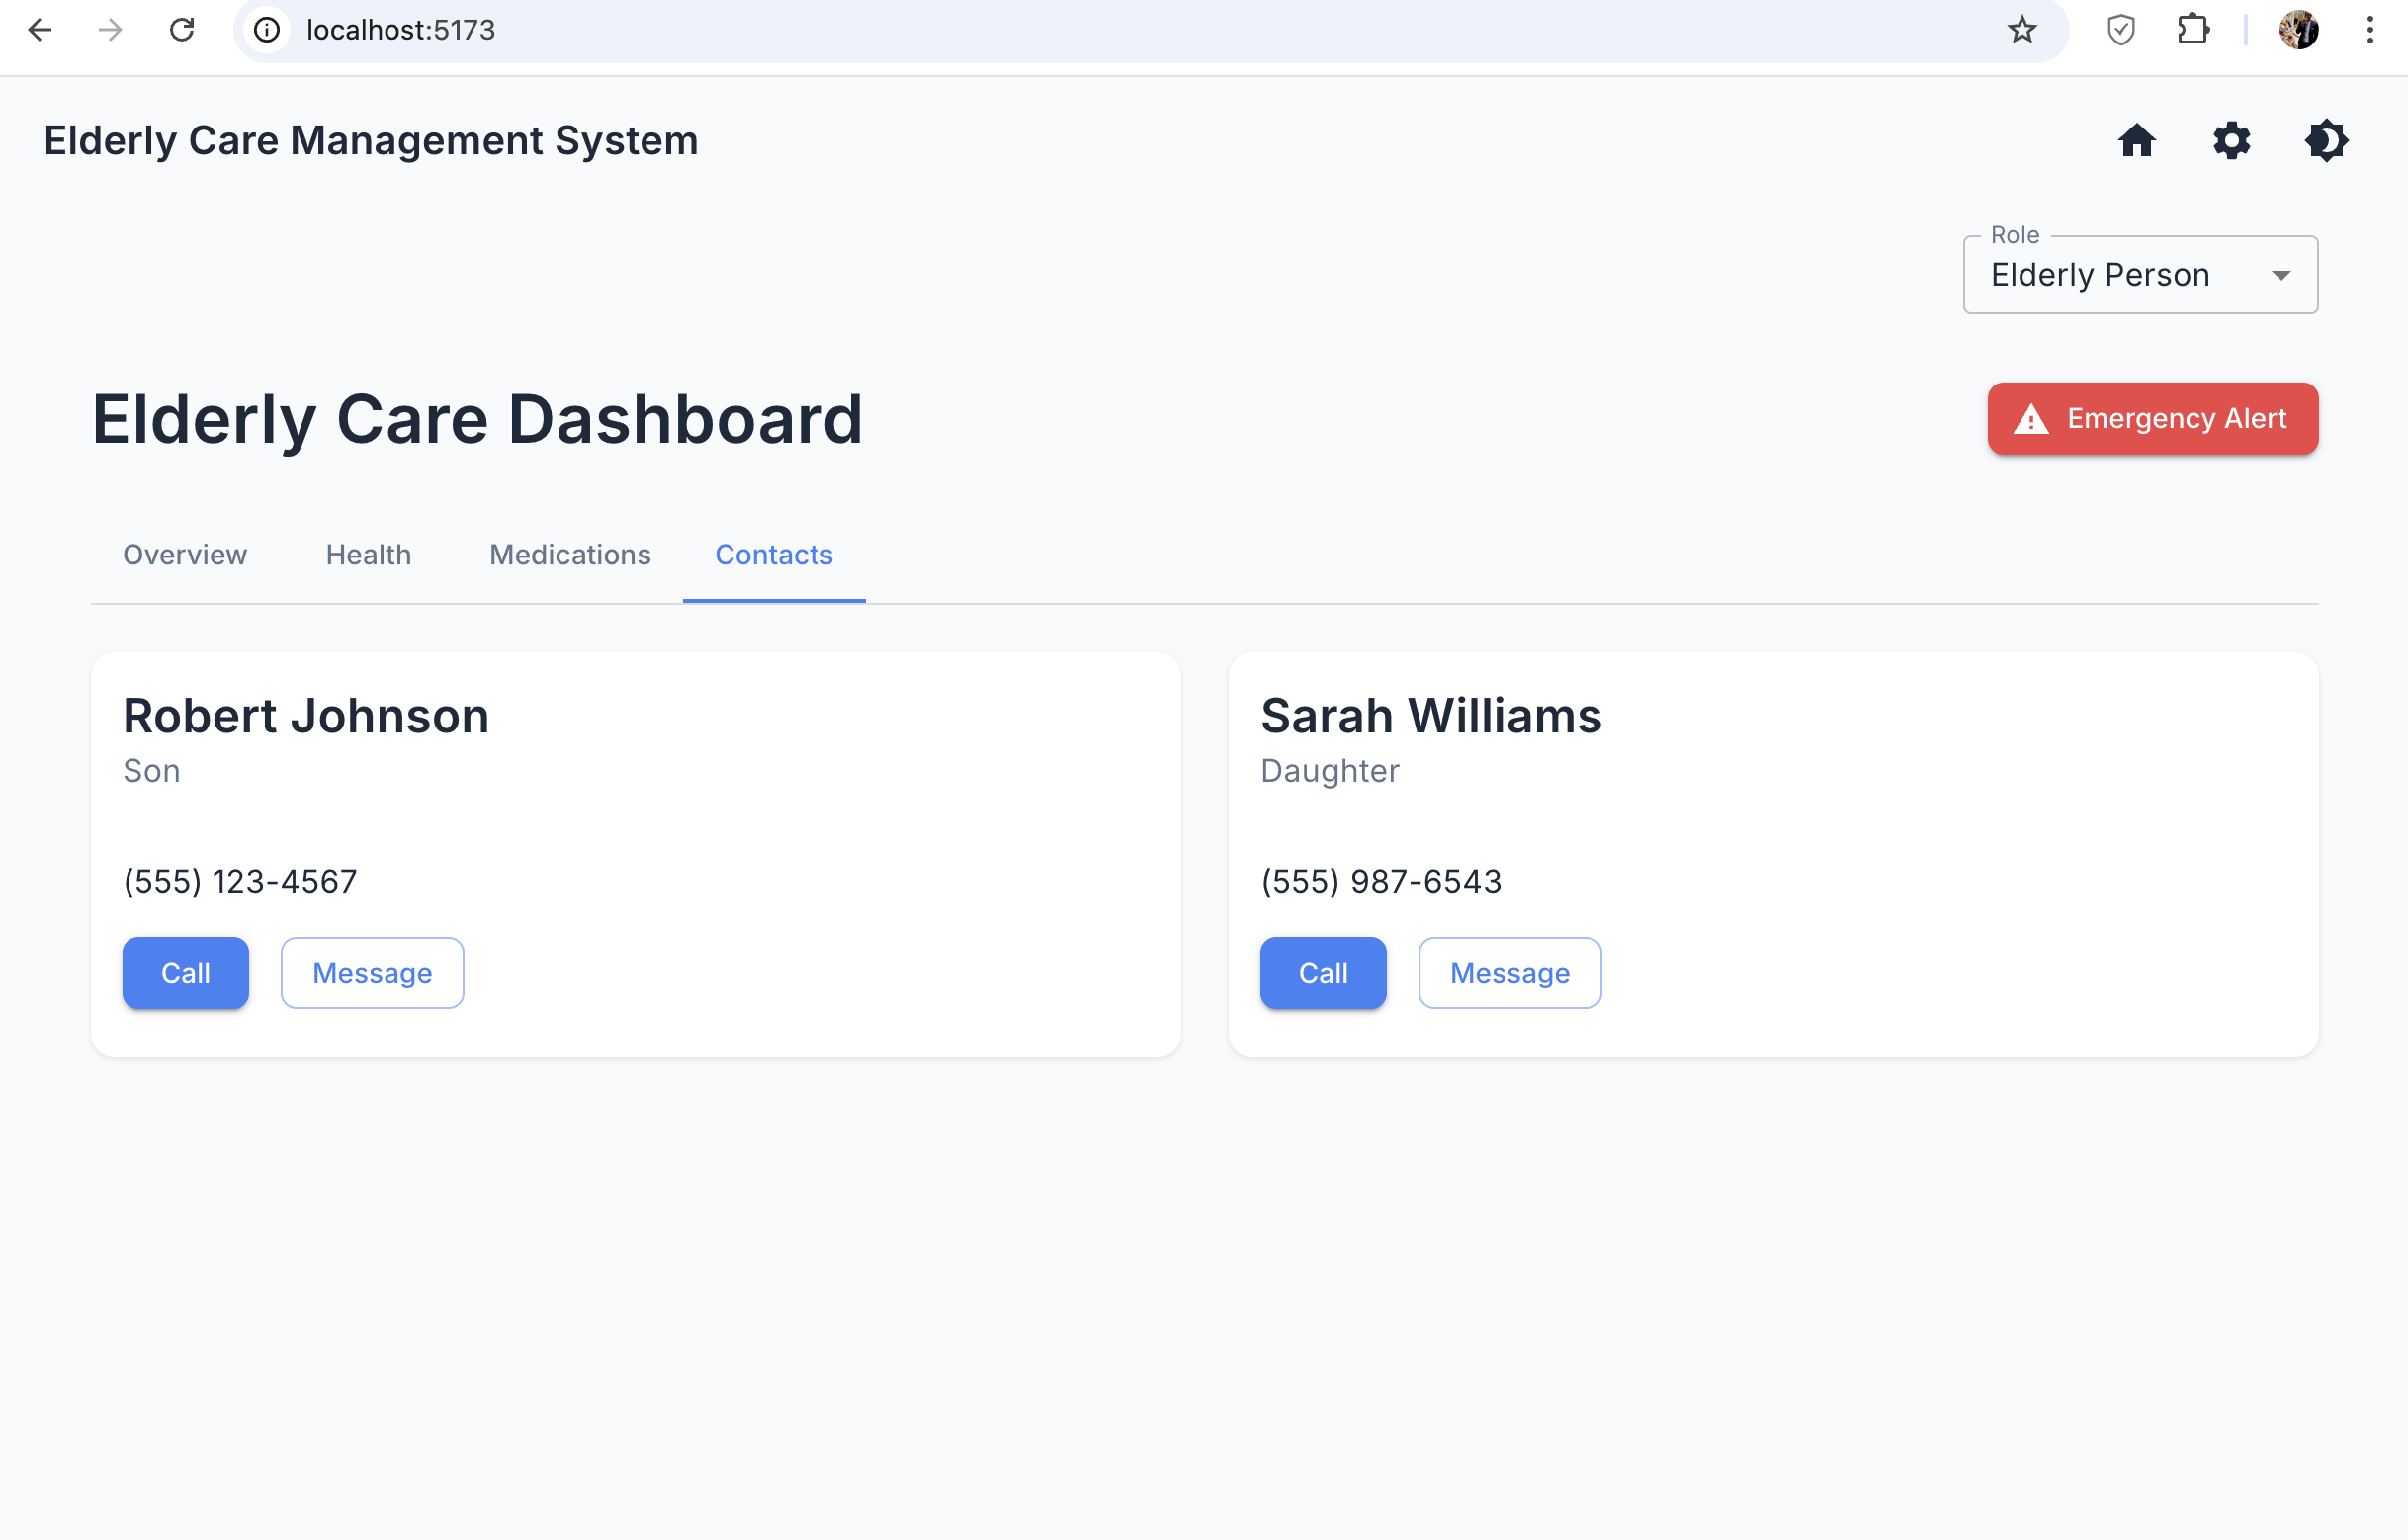 localhost:5173
Elderly Care Management System
Role
Elderly Person
Elderly Care Dashboard
Emergency Alert
Overview Health Medications Contacts
Robert Johnson
Son
(555) 123-4567
Call Message
Sarah Williams
Daughter
(555) 987-6543
Call Message